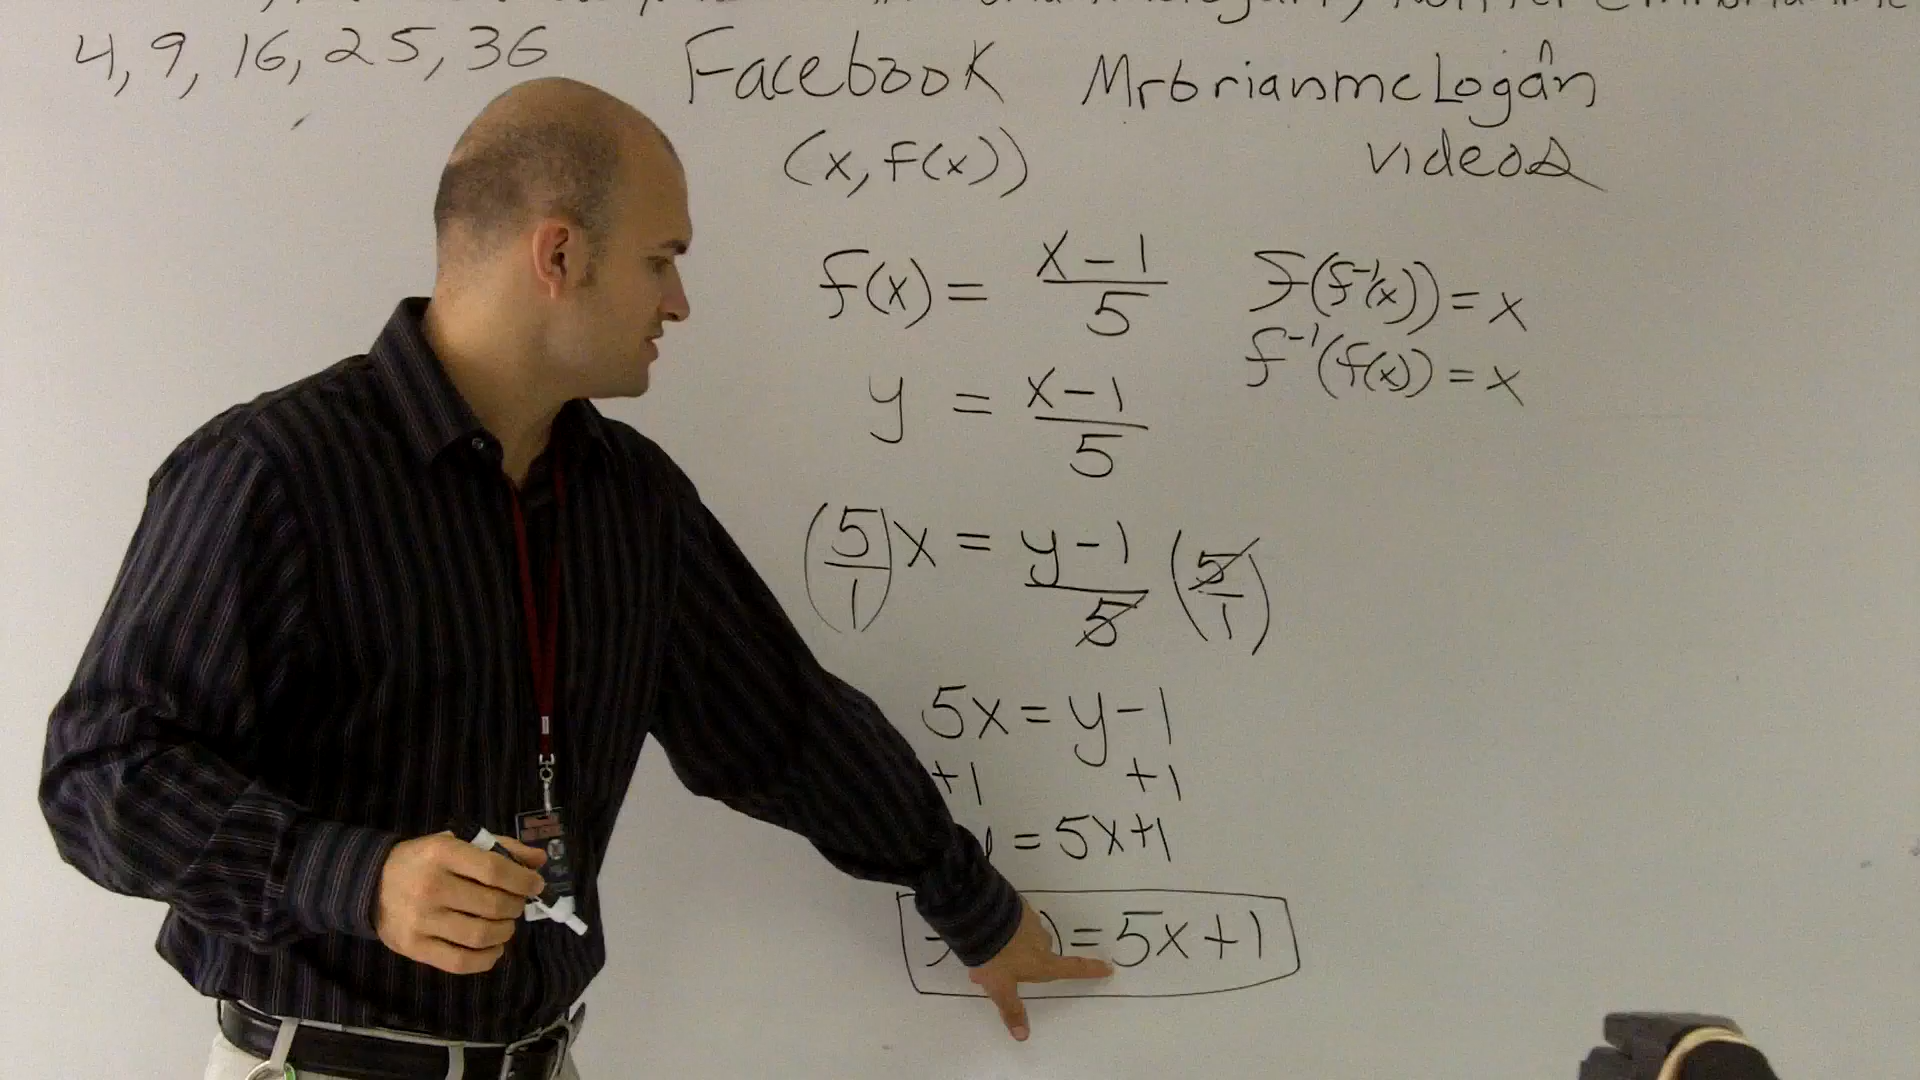 4, 9, 16, 25, 36
Facebook MrbrianmcLogan
(x, f(x))
videos
f(x) = x-1/5
f(f⁻¹(x)) = x
f⁻¹(f(x)) = x
y = x-1/5
(5/1)x = y-1/5 (5/1)
5x = y-1
+1 +1
= 5x+1
) = 5x+1